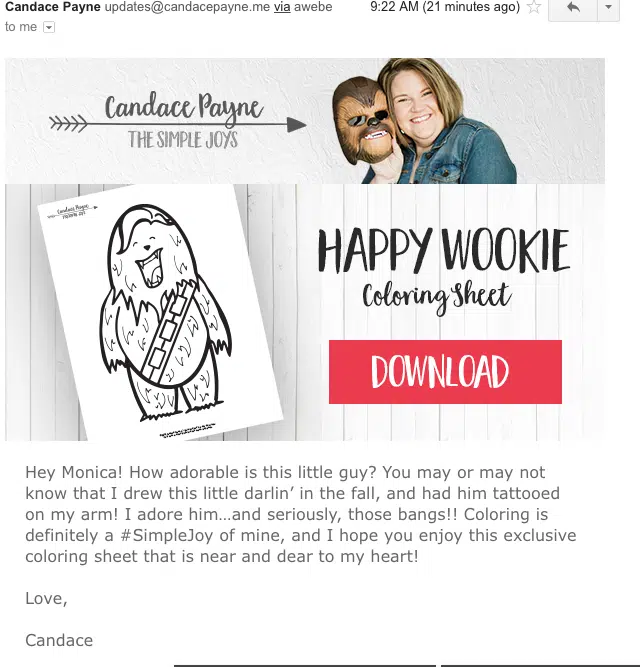 Candace Payne updates@candacepayne.me via awebe
9:22 AM (21 minutes ago)
to me
Candace Payne
THE SIMPLE JOYS
Candace Payne
HAPPY WOOKIE
Coloring Sheet
DOWNLOAD
Hey Monica! How adorable is this little guy? You may or may not
know that I drew this little darlin’ in the fall, and had him tattooed
on my arm! I adore him…and seriously, those bangs!! Coloring is
definitely a #SimpleJoy of mine, and I hope you enjoy this exclusive
coloring sheet that is near and dear to my heart!
Love,
Candace